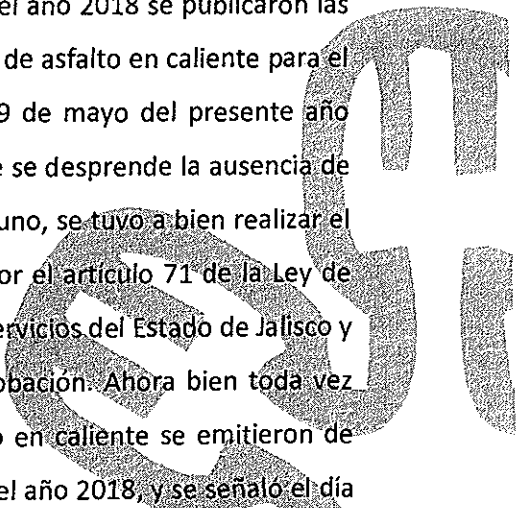 el año 2018 se publicaron las
de asfalto en caliente para el
9 de mayo del presente año
e se desprende la ausencia de
uno, se tuvo a bien realizar el
or el artículo 71 de la Ley de
ervicios del Estado de Jalisco y
obación. Ahora bien toda vez
o en caliente se emitieron de
el año 2018, y se señaló el día